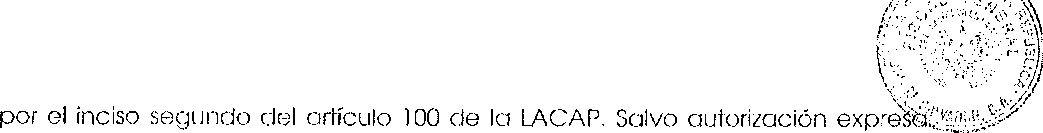 por el inciso segundo del artículo 100 de la LACAP. Salvo autorización expresa,